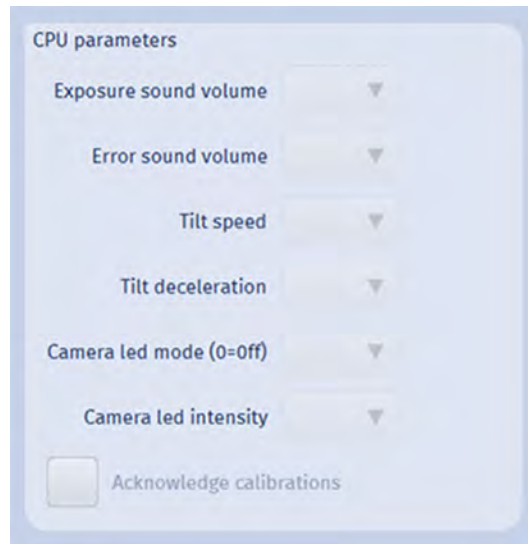 CPU parameters
Exposure sound volume
Error sound volume
Tilt speed
Tilt deceleration
Camera led mode (0=Off)
Camera led intensity
Acknowledge calibrations